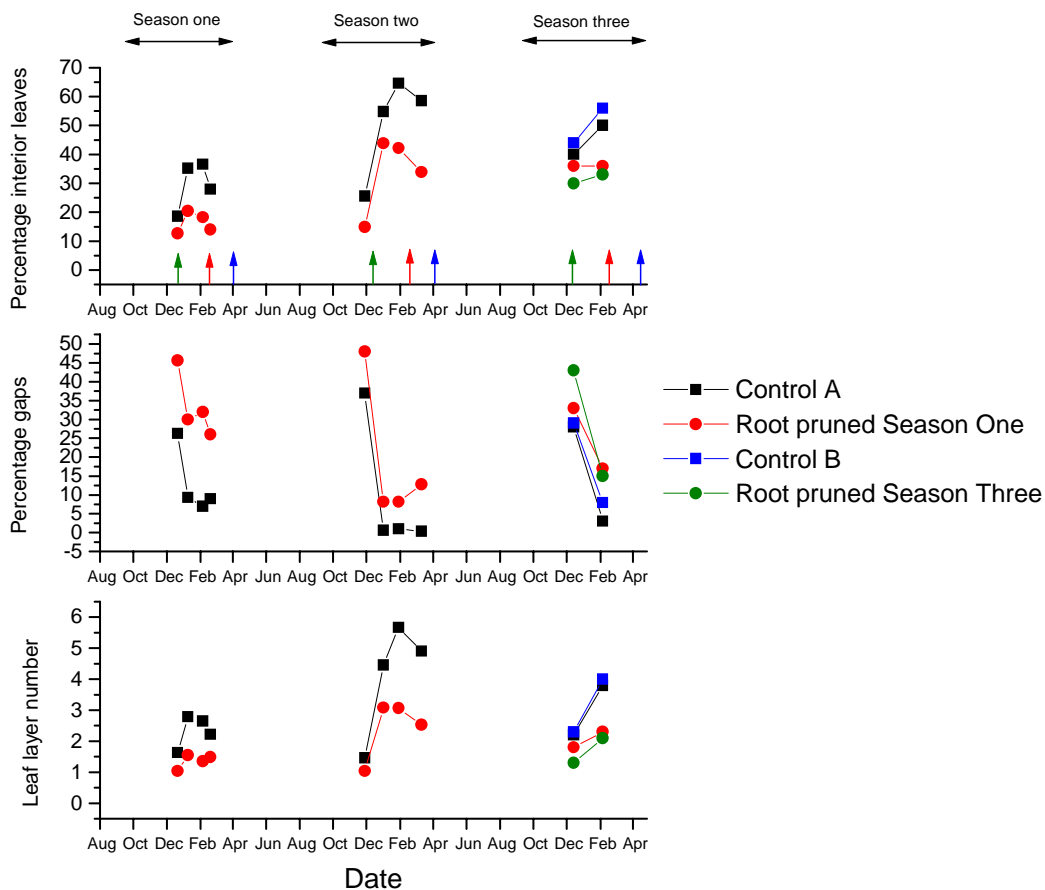 Season one
Season two
Season three
Percentage interior leaves
70
60
50
40
30
20
10
0
Aug Oct Dec Feb Apr Jun Aug Oct Dec Feb Apr Jun Aug Oct Dec Feb Apr
Percentage gaps
50
45
40
35
30
25
20
15
10
5
0
-5
Aug Oct Dec Feb Apr Jun Aug Oct Dec Feb Apr Jun Aug Oct Dec Feb Apr
Control A
Root pruned Season One
Control B
Root pruned Season Three
Leaf layer number
6
5
4
3
2
1
0
Aug Oct Dec Feb Apr Jun Aug Oct Dec Feb Apr Jun Aug Oct Dec Feb Apr
Date